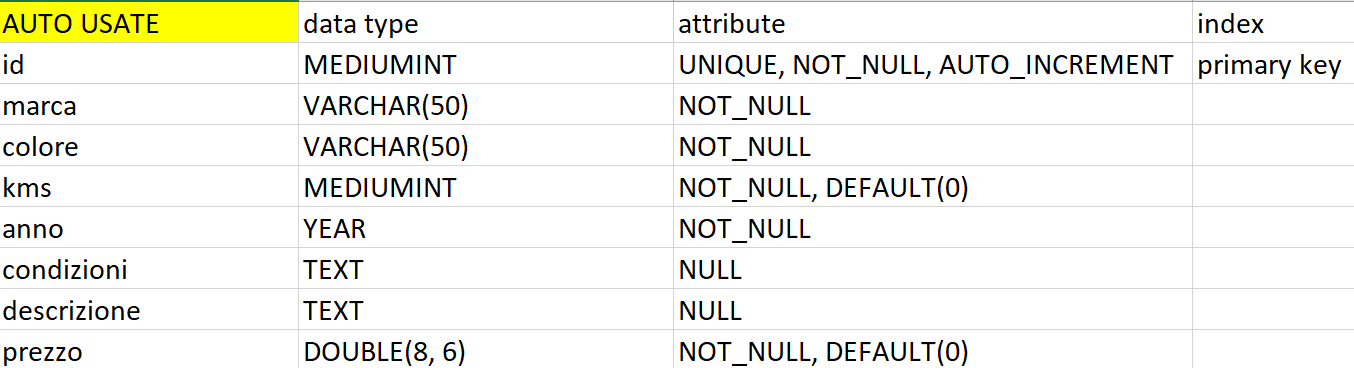 AUTO USATE data type attribute index
id MEDIUMINT UNIQUE, NOT_NULL, AUTO_INCREMENT primary key
marca VARCHAR(50) NOT_NULL
colore VARCHAR(50) NOT_NULL
kms MEDIUMINT NOT_NULL, DEFAULT(0)
anno YEAR NOT_NULL
condizioni TEXT NULL
descrizione TEXT NULL
prezzo DOUBLE(8, 6) NOT_NULL, DEFAULT(0)